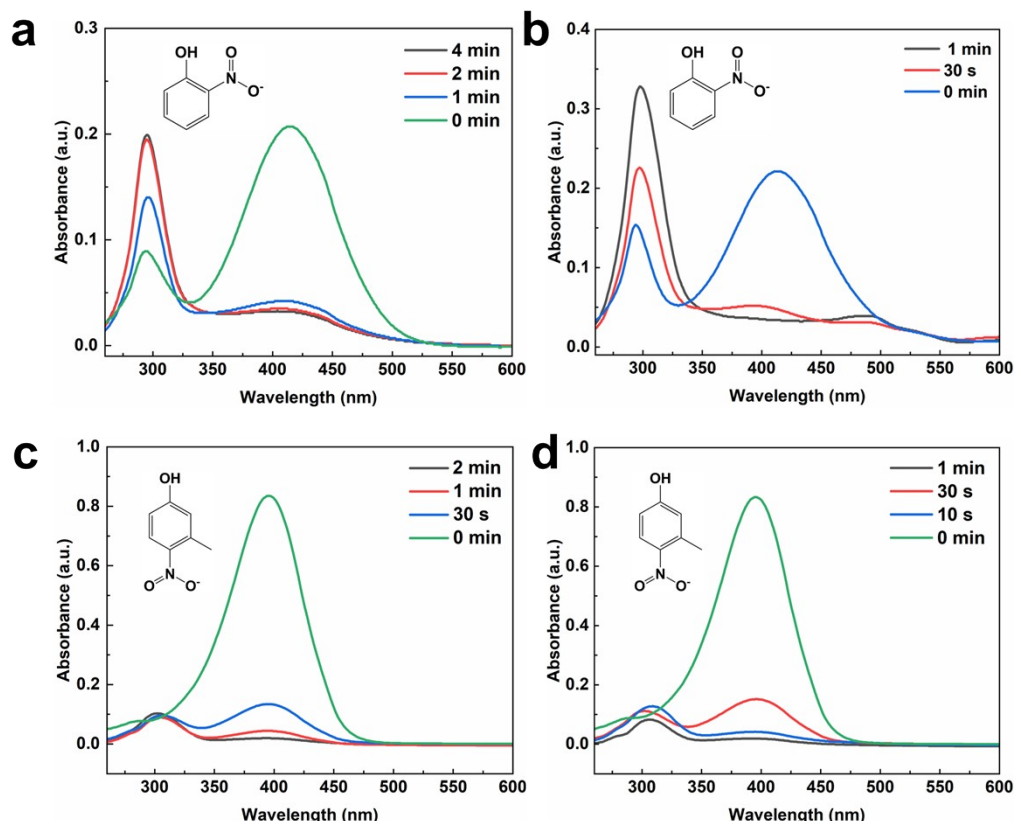 a
0.3
0.2
0.1
0.0
Absorbance (a.u.)
300 350 400 450 500 550 600
Wavelength (nm)
OH
O
N
O-
4 min
2 min
1 min
0 min
b
0.4
0.3
0.2
0.1
0.0
Absorbance (a.u.)
300 350 400 450 500 550 600
Wavelength (nm)
OH
O
N
O-
1 min
30 s
0 min
c
1.0
0.8
0.6
0.4
0.2
0.0
Absorbance (a.u.)
300 350 400 450 500 550 600
Wavelength (nm)
OH
N
O O-
2 min
1 min
30 s
0 min
d
1.0
0.8
0.6
0.4
0.2
0.0
Absorbance (a.u.)
300 350 400 450 500 550 600
Wavelength (nm)
OH
N
O O-
1 min
30 s
10 s
0 min